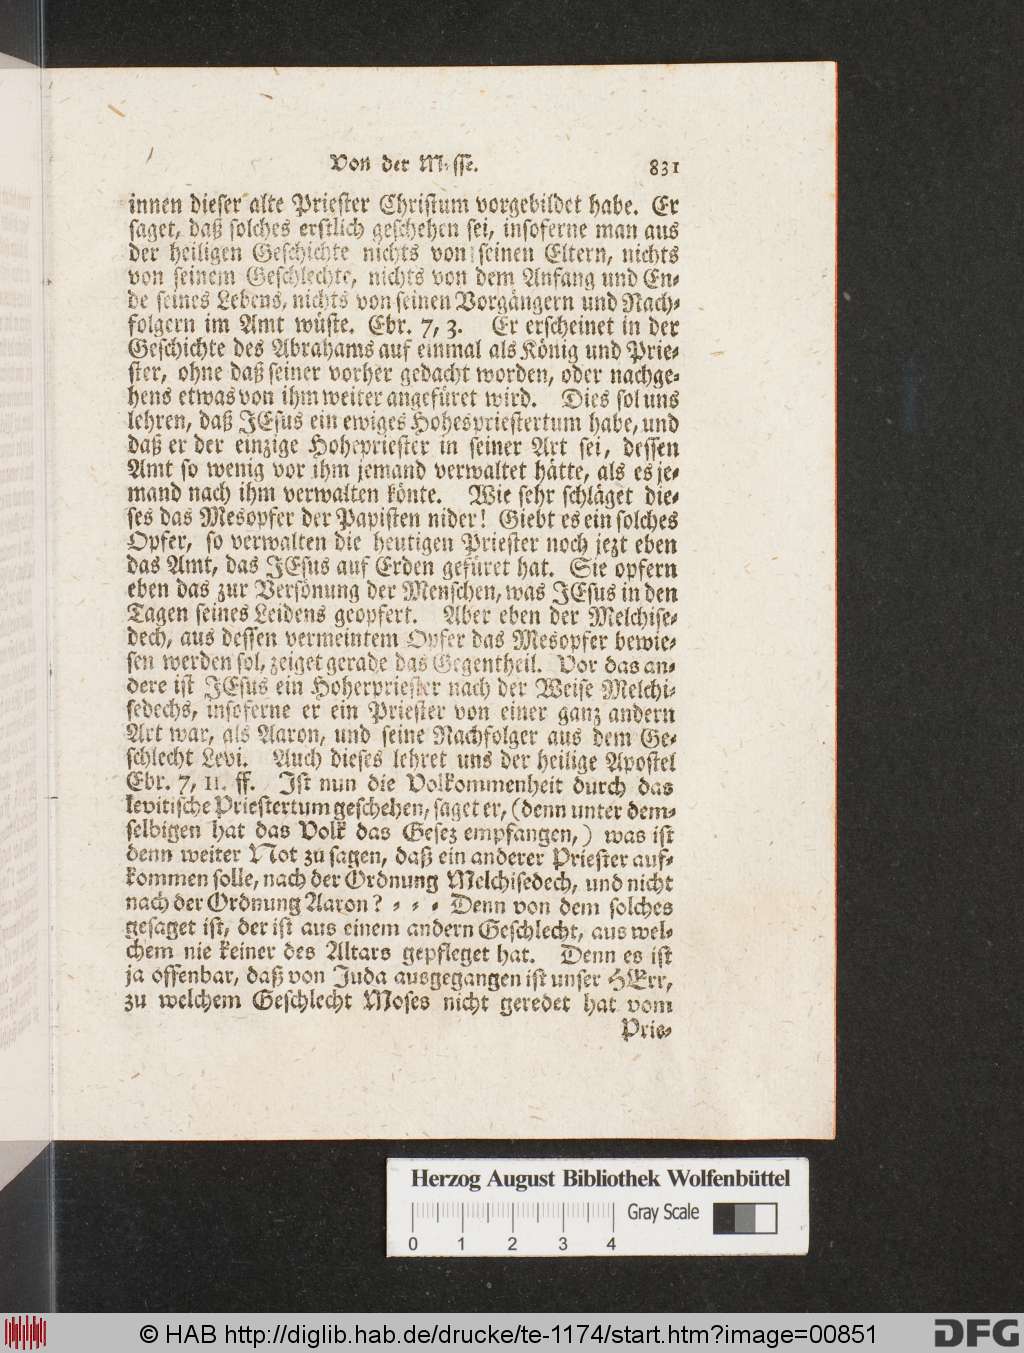 Von der Messe. 831
innen dieser alte Priester Christum vorgebildet habe. Er
saget, daß solches erstlich geschehen sei, insoferne man aus
der heiligen Geschichte nichts von seinen Eltern, nichts
von seinem Geschlechte, nichts von dem Anfang und En-
de seines Lebens, nichts von seinen Vorgängern und Nach-
folgern im Amt wüste. Ebr. 7, 3. Er erscheinet in der
Geschichte des Abrahams auf einmal als König und Prie-
ster, ohne daß seiner vorher gedacht worden, oder nachge-
hens etwas von ihm weiter angefüret wird. Dies sol uns
lehren, daß JEsus ein ewiges Hohespriestertum habe, und
daß er der einzige Hohepriester in seiner Art sei, dessen
Amt so wenig vor ihm jemand verwaltet hätte, als es je-
mand nach ihm verwalten könte. Wie sehr schläget die-
ses das Mesopfer der Papisten nider! Giebt es ein solches
Opfer, so verwalten die heutigen Priester noch jezt eben
das Amt, das JEsus auf Erden gefüret hat. Sie opfern
eben das zur Versönung der Menschen, was JEsus in den
Tagen seines Leidens geopfert. Aber eben der Melchise-
dech, aus dessen vermeintem Opfer das Mesopfer bewie-
sen werden sol, zeiget gerade das Gegentheil. Vor das an-
dere ist JEsus ein Hoherpriester nach der Weise Melchi-
sedechs, insoferne er ein Priester von einer ganz andern
Art war, als Aaron, und seine Nachfolger aus dem Ge-
schlecht Levi. Auch dieses lehret uns der heilige Apostel
Ebr. 7, 11. ff. Ist nun die Volkommenheit durch das
levitische Priestertum geschehen, saget er, (denn unter dem-
selbigen hat das Volk das Gesez empfangen,) was ist
denn weiter Not zu sagen, daß ein anderer Priester auf-
kommen solle, nach der Ordnung Melchisedech, und nicht
nach der Ordnung Aaron? - - - Denn von dem solches
gesaget ist, der ist aus einem andern Geschlecht, aus wel-
chem nie keiner des Altars gepfleget hat. Denn es ist
ja offenbar, daß von Juda ausgegangen ist unser HErr,
zu welchem Geschlecht Moses nicht geredet hat vom
Prie-
Herzog August Bibliothek Wolfenbüttel
Gray Scale
0 1 2 3 4
© HAB http://diglib.hab.de/drucke/te-1174/start.htm?image=00851
DFG